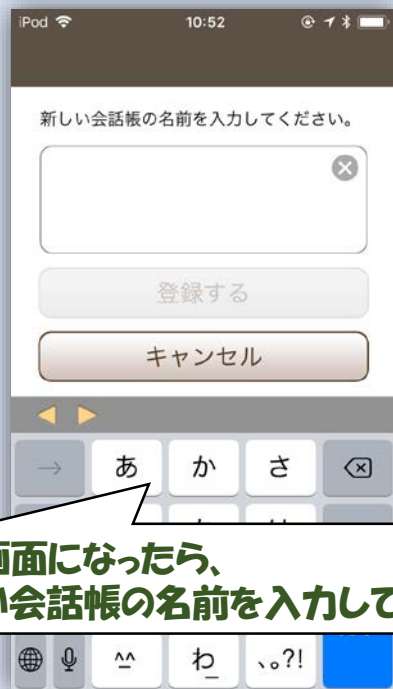 iPod 10:52
新しい会話帳の名前を入力してください。
登録する
キャンセル
→ あ か さ
画面になったら、
い会話帳の名前を入力して
^^ わ 、。?!